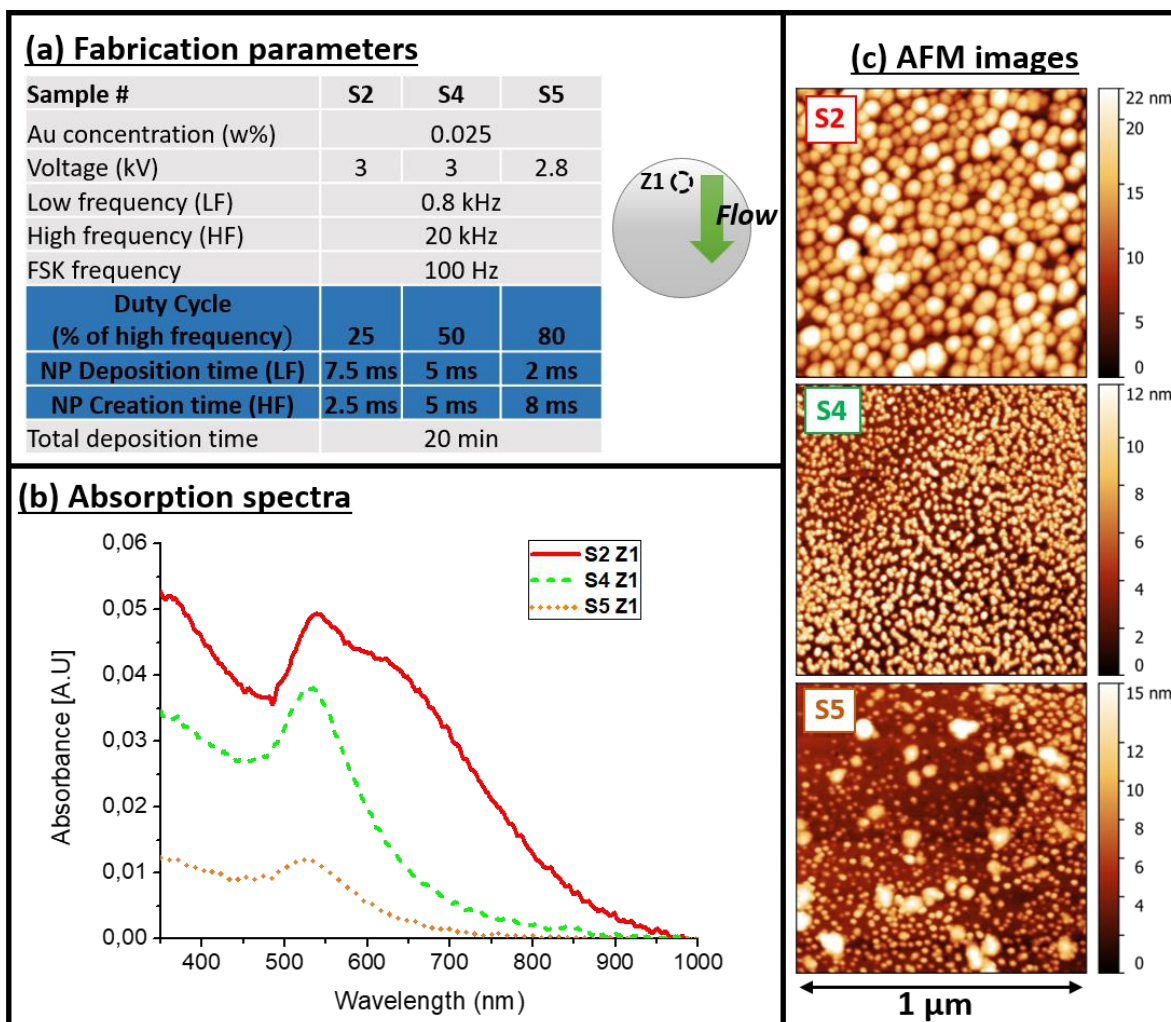 (a) Fabrication parameters
Sample # S2 S4 S5
Au concentration (w%) 0.025
Voltage (kV) 3 3 2.8
Low frequency (LF) 0.8 kHz
High frequency (HF) 20 kHz
FSK frequency 100 Hz
Duty Cycle
(% of high frequency) 25 50 80
NP Deposition time (LF) 7.5 ms 5 ms 2 ms
NP Creation time (HF) 2.5 ms 5 ms 8 ms
Total deposition time 20 min
Z1
Flow
(b) Absorption spectra
0,06
0,05
0,04
0,03
0,02
0,01
0,00
Absorbance [A.U]
S2 Z1
S4 Z1
S5 Z1
400 500 600 700 800 900 1000
Wavelength (nm)
(c) AFM images
S2
22 nm
20
15
10
5
0
S4
12 nm
10
8
6
4
2
0
S5
15 nm
12
10
8
6
4
0
1 µm